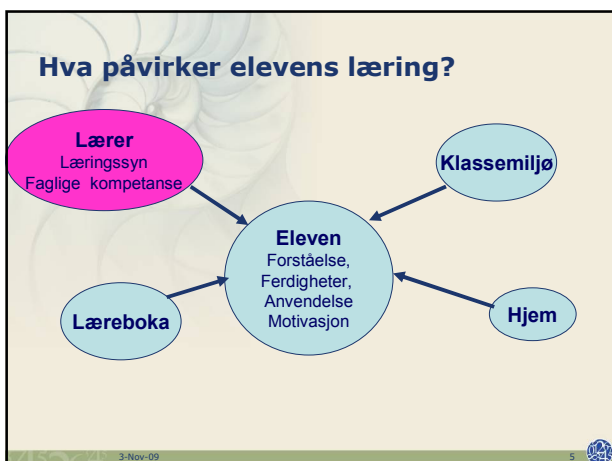 Hva påvirker elevens læring?
Lærer
Læringssyn
Faglige kompetanse
Klassemiljø
Eleven
Forståelse,
Ferdigheter,
Anvendelse
Motivasjon
Læreboka
Hjem
3-Nov-09
5